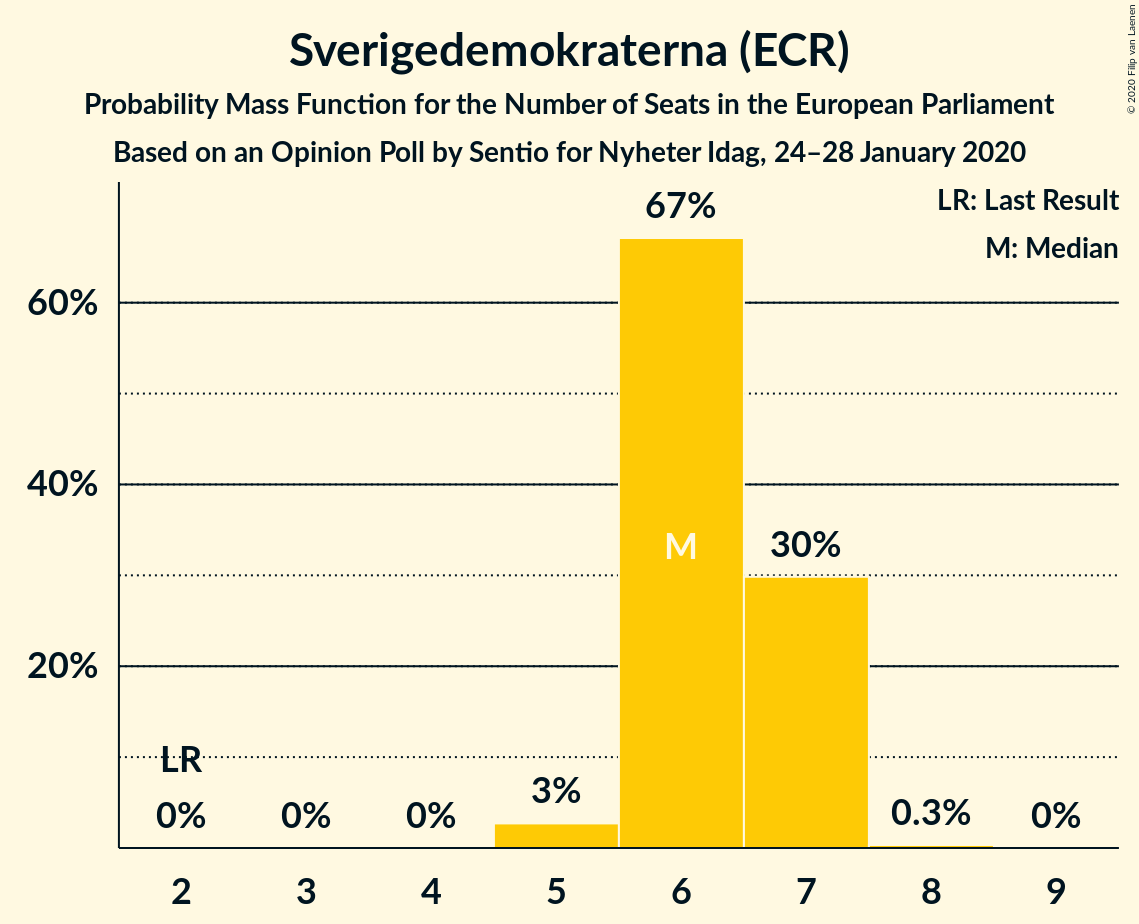 Sverigedemokraterna (ECR)
Probability Mass Function for the Number of Seats in the European Parliament
Based on an Opinion Poll by Sentio for Nyheter Idag, 24–28 January 2020
© 2020 Filip van Laenen
LR: Last Result
M: Median
67%
60%
40%
M
30%
20%
LR
0%
0%
0%
3%
0.3%
0%
2
3
4
5
6
7
8
9